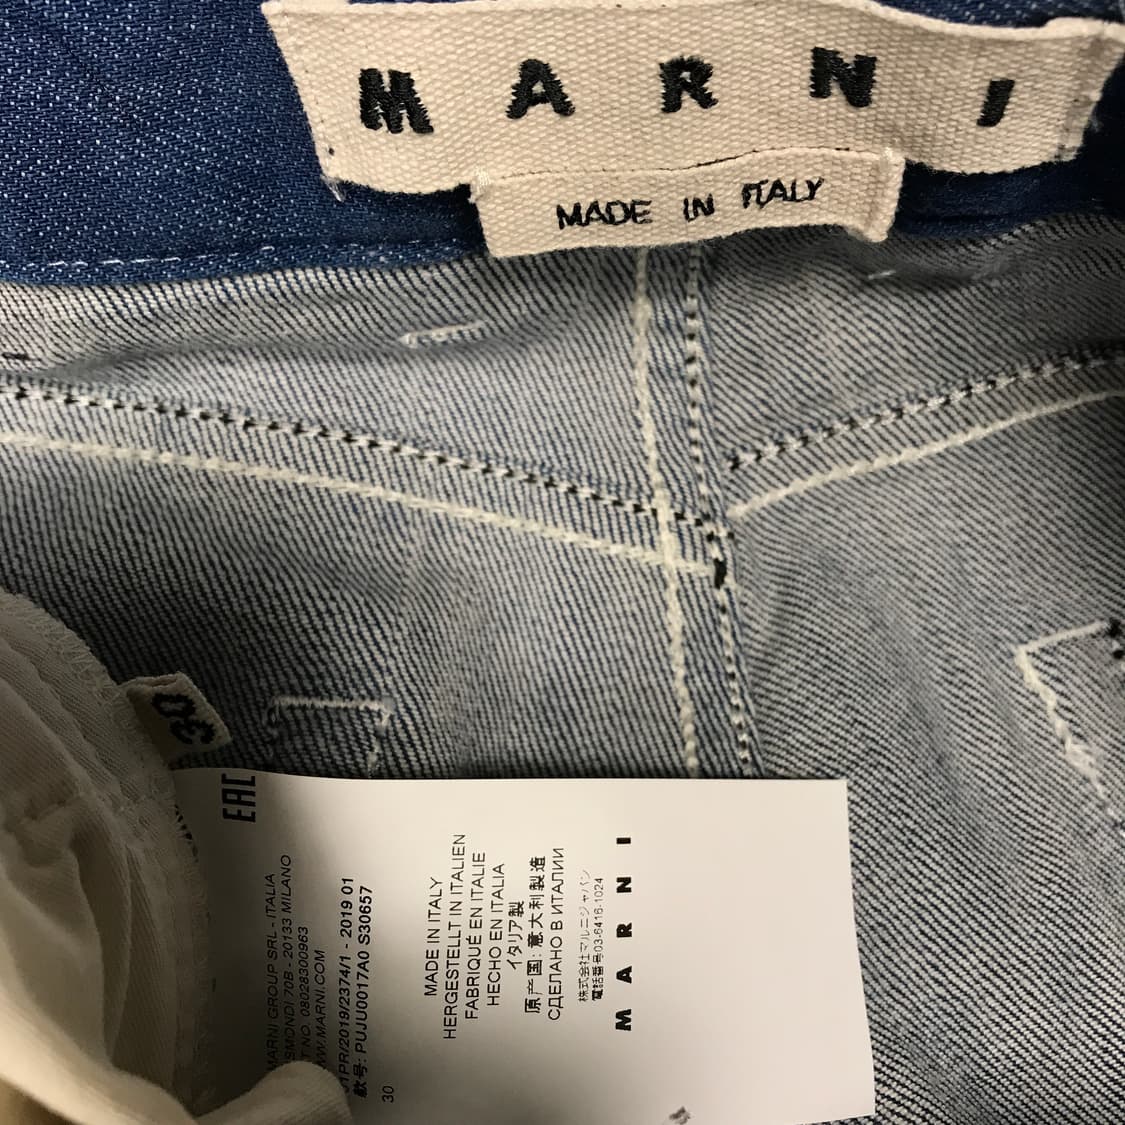 MARNI
MADE IN ITALY
30
EAC
MARNI GROUP SRL - ITALIA
SMONDI 70B - 20133 MILANO
T NO. 08028300963
WW.MARNI.COM
1PR/2019/2374/1 - 2019 01
款号: PUJU0017A0 S30657
30
MADE IN ITALY
HERGESTELLT IN ITALIEN
FABRIQUÉ EN ITALIE
HECHO EN ITALIA
イタリア製
原产国: 意大利製造
СДЕЛАНО В ИТАЛИИ
株式会社マルニジャパン
電話番号03-6416-1024
MARNI